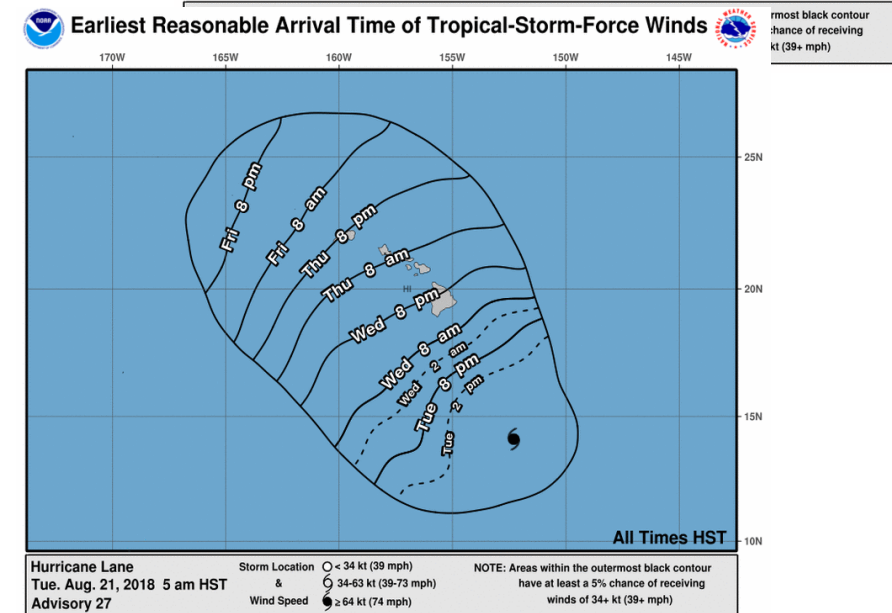 Earliest Reasonable Arrival Time of Tropical-Storm-Force Winds
NOAA
ermost black contour
chance of receiving
kt (39+ mph)
170W 165W 160W 155W 150W 145W
25N
20N
15N
10N
Fri 8 pm
Fri 8 am
Thu 8 pm
Thu 8 am
HI
Wed 8 pm
Wed 8 am
Wed 2 am
Tue 8 pm
Tue 2 pm
All Times HST
Hurricane Lane
Tue. Aug. 21, 2018 5 am HST
Advisory 27
Storm Location
&
Wind Speed
< 34 kt (39 mph)
34-63 kt (39-73 mph)
≥ 64 kt (74 mph)
NOTE: Areas within the outermost black contour
have at least a 5% chance of receiving
winds of 34+ kt (39+ mph)